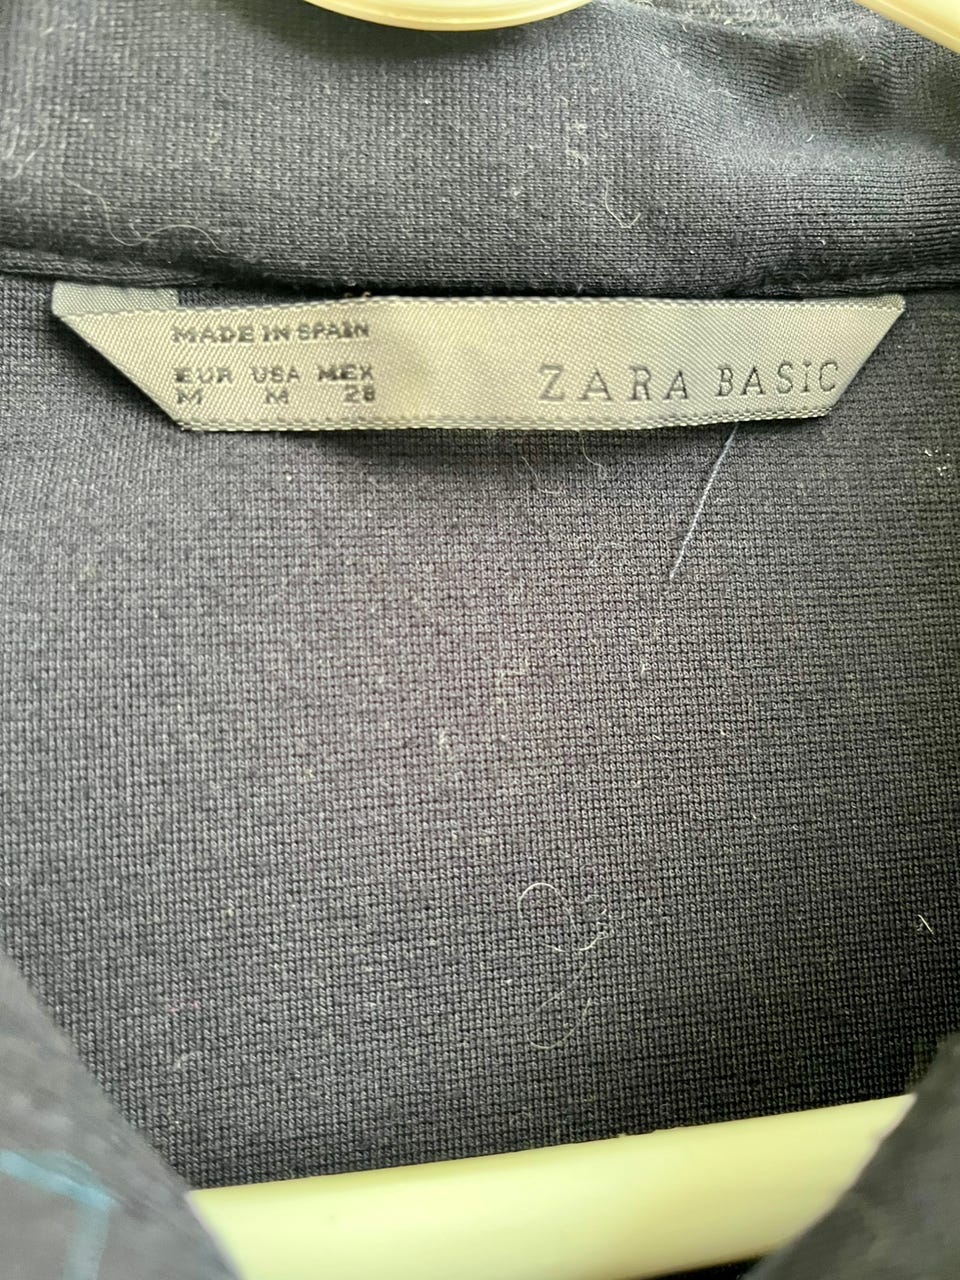 MADE IN SPAIN
EUR USA MEX
M M 28
ZARA BASIC